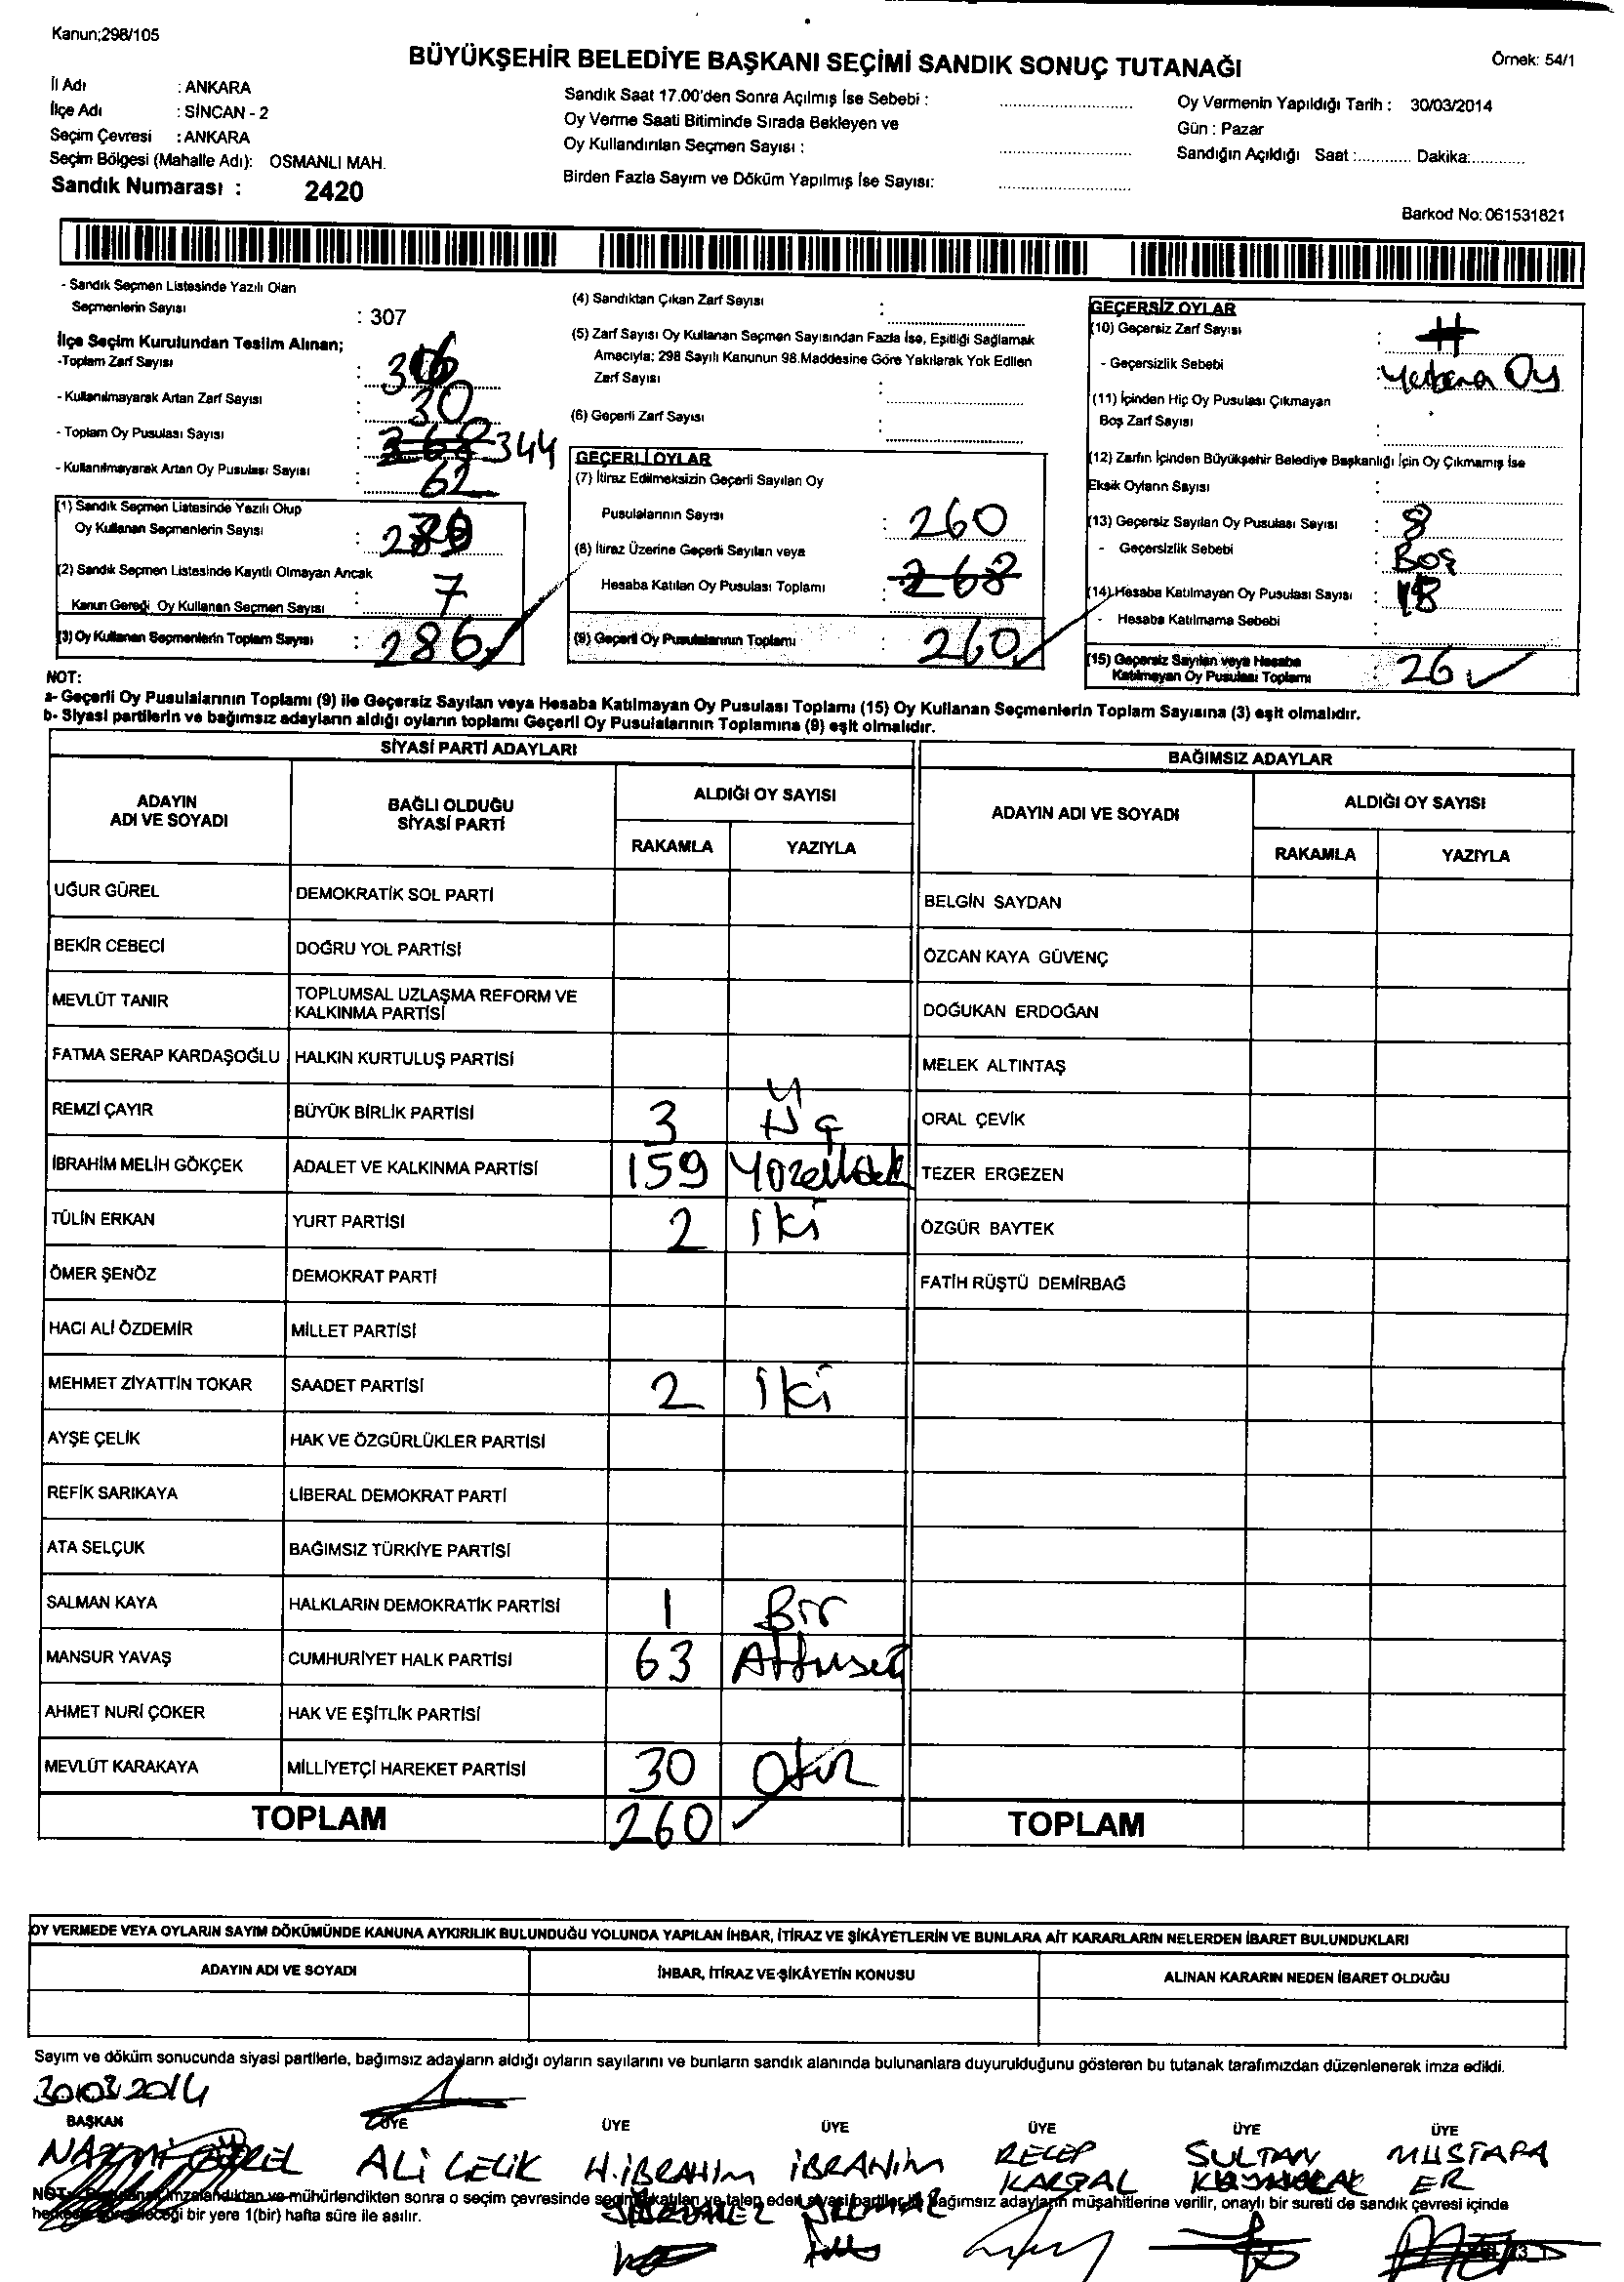 Kanun;298/105
BÜYÜKŞEHİR BELEDİYE BAŞKANI SEÇİMİ SANDIK SONUÇ TUTANAĞI
Örnek: 54/1
İl Adı : ANKARA
İlçe Adı : SİNCAN - 2
Seçim Çevresi : ANKARA
Seçim Bölgesi (Mahalle Adı): OSMANLI MAH.
Sandık Numarası : 2420
Sandık Saat 17.00'den Sonra Açılmış İse Sebebi :
Oy Verme Saati Bitiminde Sırada Bekleyen ve
Oy Kullandırılan Seçmen Sayısı :
Birden Fazla Sayım ve Döküm Yapılmış İse Sayısı:
Oy Vermenin Yapıldığı Tarih : 30/03/2014
Gün : Pazar
Sandığın Açıldığı Saat :............ Dakika:............
Barkod No: 061531821
- Sandık Seçmen Listesinde Yazılı Olan
Seçmenlerin Sayısı : 307
İlçe Seçim Kurulundan Teslim Alınan;
-Toplam Zarf Sayısı :
- Kullanılmayarak Artan Zarf Sayısı : 30
- Toplam Oy Pusulası Sayısı : 368 344
- Kullanılmayarak Artan Oy Pusulası Sayısı : 62
(1) Sandık Seçmen Listesinde Yazılı Olup
Oy Kullanan Seçmenlerin Sayısı :
(2) Sandık Seçmen Listesinde Kayıtlı Olmayan Ancak
Kanun Gereği Oy Kullanan Seçmen Sayısı : 7
(3) Oy Kullanan Seçmenlerin Toplam Sayısı : 286
(4) Sandıktan Çıkan Zarf Sayısı :
(5) Zarf Sayısı Oy Kullanan Seçmen Sayısından Fazla İse, Eşitliği Sağlamak
Amacıyla; 298 Sayılı Kanunun 98.Maddesine Göre Yakılarak Yok Edilen
Zarf Sayısı :
(6) Geçerli Zarf Sayısı :
GEÇERLİ OYLAR
(7) İtiraz Edilmeksizin Geçerli Sayılan Oy
Pusulalarının Sayısı : 260
(8) İtiraz Üzerine Geçerli Sayılan veya
Hesaba Katılan Oy Pusulası Toplamı : 268
(9) Geçerli Oy Pusulalarının Toplamı : 260
GEÇERSİZ OYLAR
(10) Geçersiz Zarf Sayısı :
- Geçersizlik Sebebi : Oy
(11) İçinden Hiç Oy Pusulası Çıkmayan
Boş Zarf Sayısı :
(12) Zarfın İçinden Büyükşehir Belediye Başkanlığı İçin Oy Çıkmamış İse
Eksik Oyların Sayısı :
(13) Geçersiz Sayılan Oy Pusulası Sayısı : 8
- Geçersizlik Sebebi : Boş
(14) Hesaba Katılmayan Oy Pusulası Sayısı : 18
- Hesaba Katılmama Sebebi :
(15) Geçersiz Sayılan veya Hesaba
Katılmayan Oy Pusulası Toplamı : 26
NOT:
a- Geçerli Oy Pusulalarının Toplamı (9) ile Geçersiz Sayılan veya Hesaba Katılmayan Oy Pusulası Toplamı (15) Oy Kullanan Seçmenlerin Toplam Sayısına (3) eşit olmalıdır.
b- Siyasi partilerin ve bağımsız adayların aldığı oyların toplamı Geçerli Oy Pusulalarının Toplamına (9) eşit olmalıdır.
SİYASİ PARTİ ADAYLARI
ADAYIN ADI VE SOYADI BAĞLI OLDUĞU SİYASİ PARTİ ALDIĞI OY SAYISI
RAKAMLA YAZIYLA
UĞUR GÜREL DEMOKRATİK SOL PARTİ
BEKİR CEBECİ DOĞRU YOL PARTİSİ
MEVLÜT TANIR TOPLUMSAL UZLAŞMA REFORM VE
KALKINMA PARTİSİ
FATMA SERAP KARDAŞOĞLU HALKIN KURTULUŞ PARTİSİ
REMZİ ÇAYIR BÜYÜK BİRLİK PARTİSİ 3
İBRAHİM MELİH GÖKÇEK ADALET VE KALKINMA PARTİSİ 159
TÜLİN ERKAN YURT PARTİSİ 2 iki
ÖMER ŞENÖZ DEMOKRAT PARTİ
HACI ALİ ÖZDEMİR MİLLET PARTİSİ
MEHMET ZİYATTİN TOKAR SAADET PARTİSİ 2 iki
AYŞE ÇELİK HAK VE ÖZGÜRLÜKLER PARTİSİ
REFİK SARIKAYA LİBERAL DEMOKRAT PARTİ
ATA SELÇUK BAĞIMSIZ TÜRKİYE PARTİSİ
SALMAN KAYA HALKLARIN DEMOKRATİK PARTİSİ 1 Bir
MANSUR YAVAŞ CUMHURİYET HALK PARTİSİ 63
AHMET NURİ ÇOKER HAK VE EŞİTLİK PARTİSİ
MEVLÜT KARAKAYA MİLLİYETÇİ HAREKET PARTİSİ 30 Otuz
TOPLAM 260
BAĞIMSIZ ADAYLAR
ADAYIN ADI VE SOYADI ALDIĞI OY SAYISI
RAKAMLA YAZIYLA
BELGİN SAYDAN
ÖZCAN KAYA GÜVENÇ
DOĞUKAN ERDOĞAN
MELEK ALTINTAŞ
ORAL ÇEVİK
TEZER ERGEZEN
ÖZGÜR BAYTEK
FATİH RÜŞTÜ DEMİRBAĞ
TOPLAM
OY VERMEDE VEYA OYLARIN SAYIM DÖKÜMÜNDE KANUNA AYKIRILIK BULUNDUĞU YOLUNDA YAPILAN İHBAR, İTİRAZ VE ŞİKÂYETLERİN VE BUNLARA AİT KARARLARIN NELERDEN İBARET BULUNDUKLARI
ADAYIN ADI VE SOYADI İHBAR, İTİRAZ VE ŞİKÂYETİN KONUSU ALINAN KARARIN NEDEN İBARET OLDUĞU
Sayım ve döküm sonucunda siyasi partilerle, bağımsız adayların aldığı oyların sayılarını ve bunların sandık alanında bulunanlara duyurulduğunu gösteren bu tutanak tarafımızdan düzenlenerek imza edildi.
30.03.2014
BAŞKAN ÜYE ÜYE ÜYE ÜYE ÜYE ÜYE
NAZMİ ALİ ÇELİK H.İBRAHİM İBRAHİM RECEP SULTAN MUSTAFA
KARTAL ER
NOT: imzalandıktan ve mühürlendikten sonra o seçim çevresinde seçime katılan ve talep eden siyasi partiler ile bağımsız adayların müşahitlerine verilir, onaylı bir sureti de sandık çevresi içinde
bir yere 1(bir) hafta süre ile asılır.